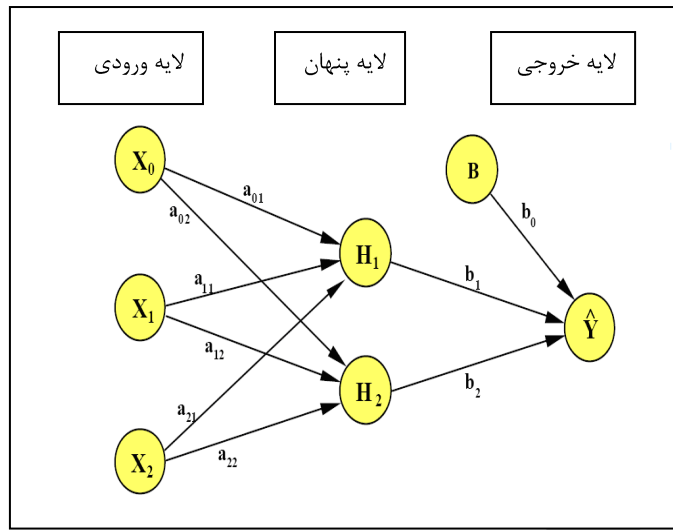 لایه ورودی
لایه پنهان
لایه خروجی
X₀
B
a₀₁
a₀₂
b₀
H₁
a₁₁
b₁
X₁
Ŷ
a₁₂
H₂
b₂
a₂₁
a₂₂
X₂